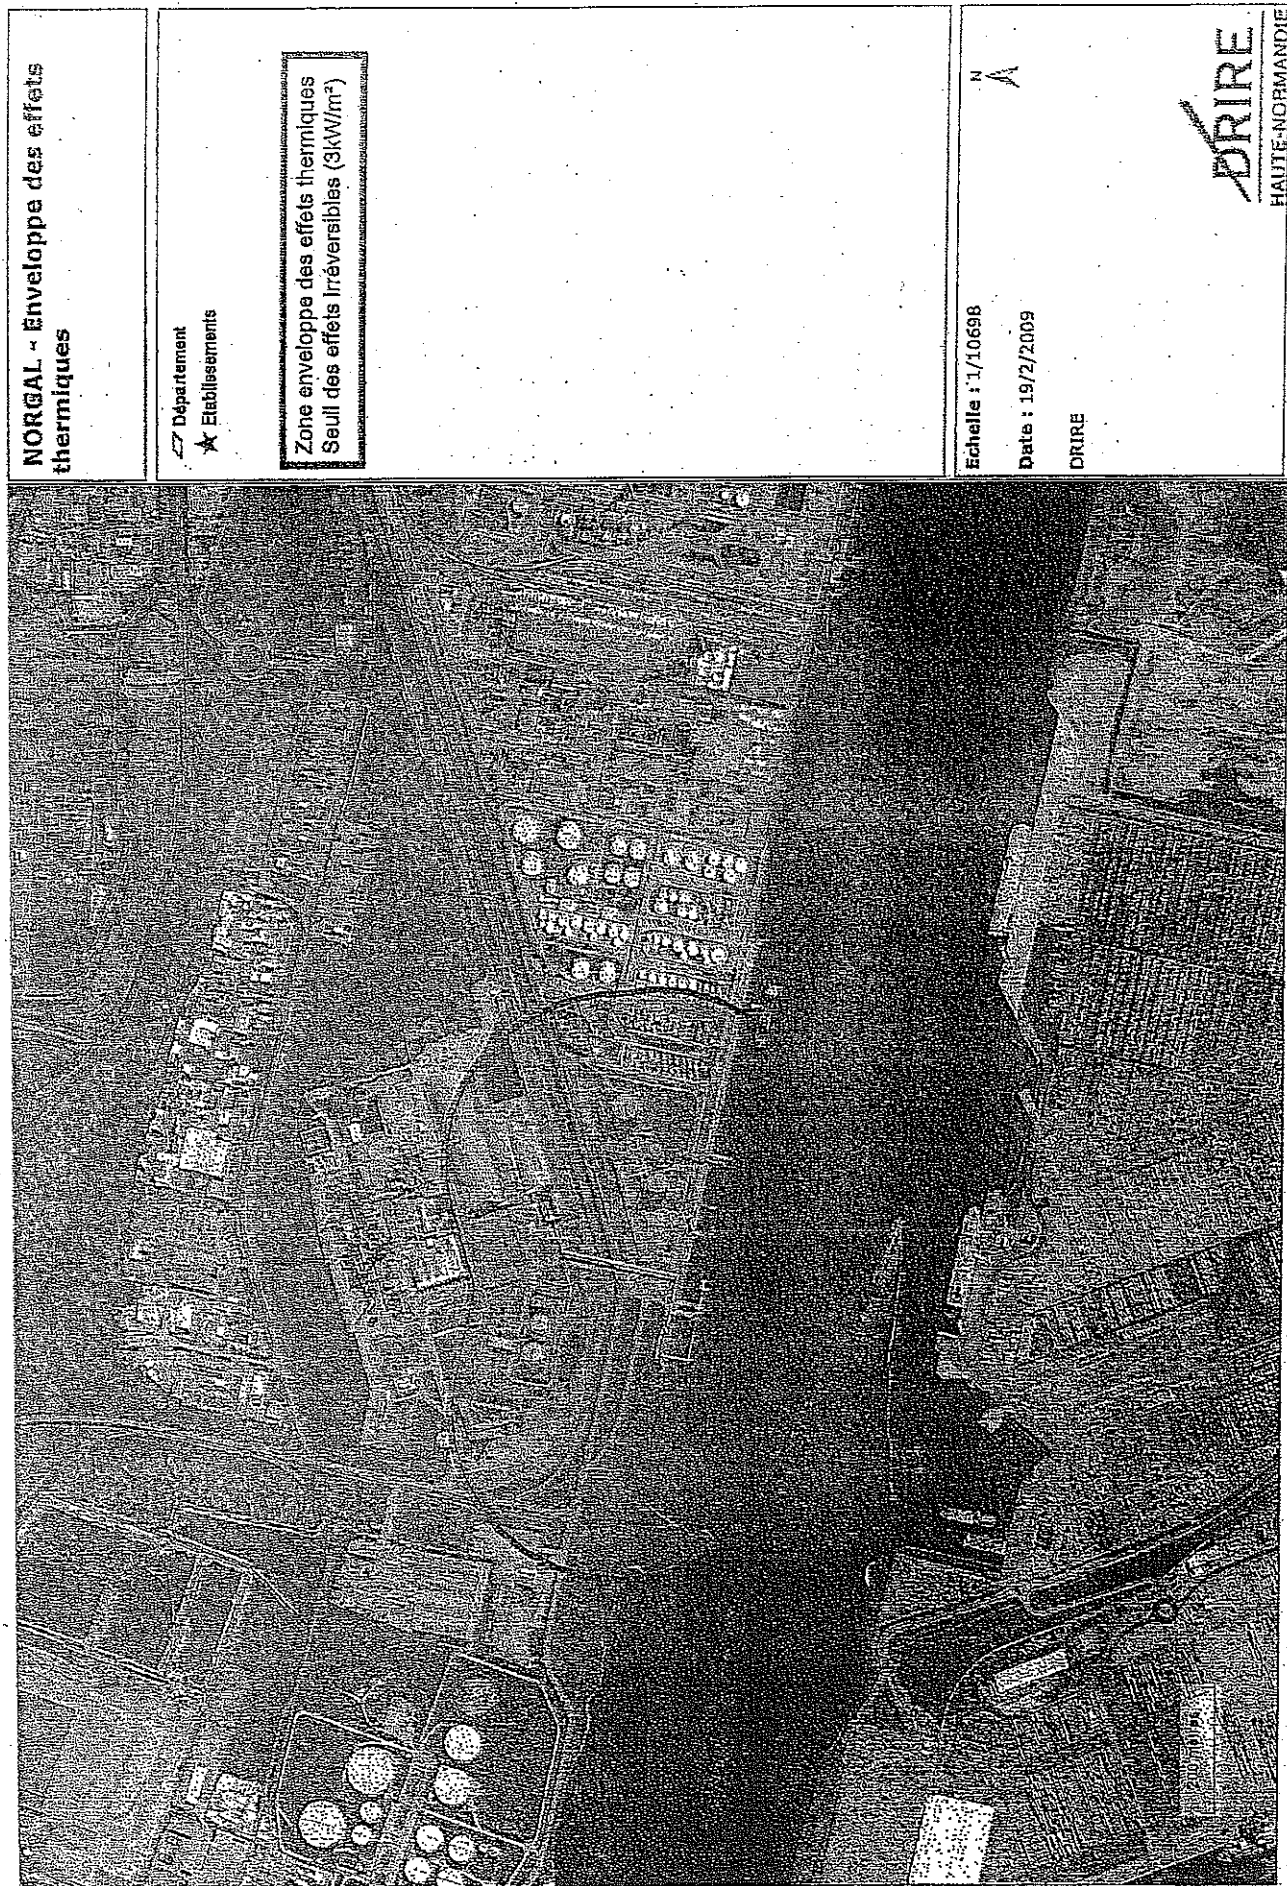 NORGAL - Enveloppe des effets
thermiques
Département
Etablissements
Zone enveloppe des effets thermiques
Seuil des effets irréversibles (3kW/m²)
Echelle : 1/10698
Date : 19/2/2009
DRIRE
N
DRIRE
HAUTE-NORMANDIE